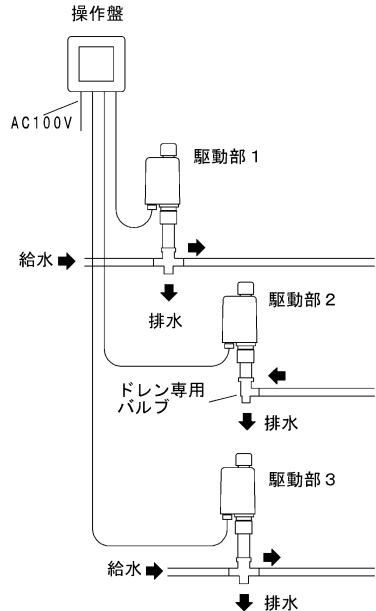 操作盤
AC100V
駆動部1
給水
排水
駆動部2
ドレン専用
バルブ
排水
駆動部3
給水
排水